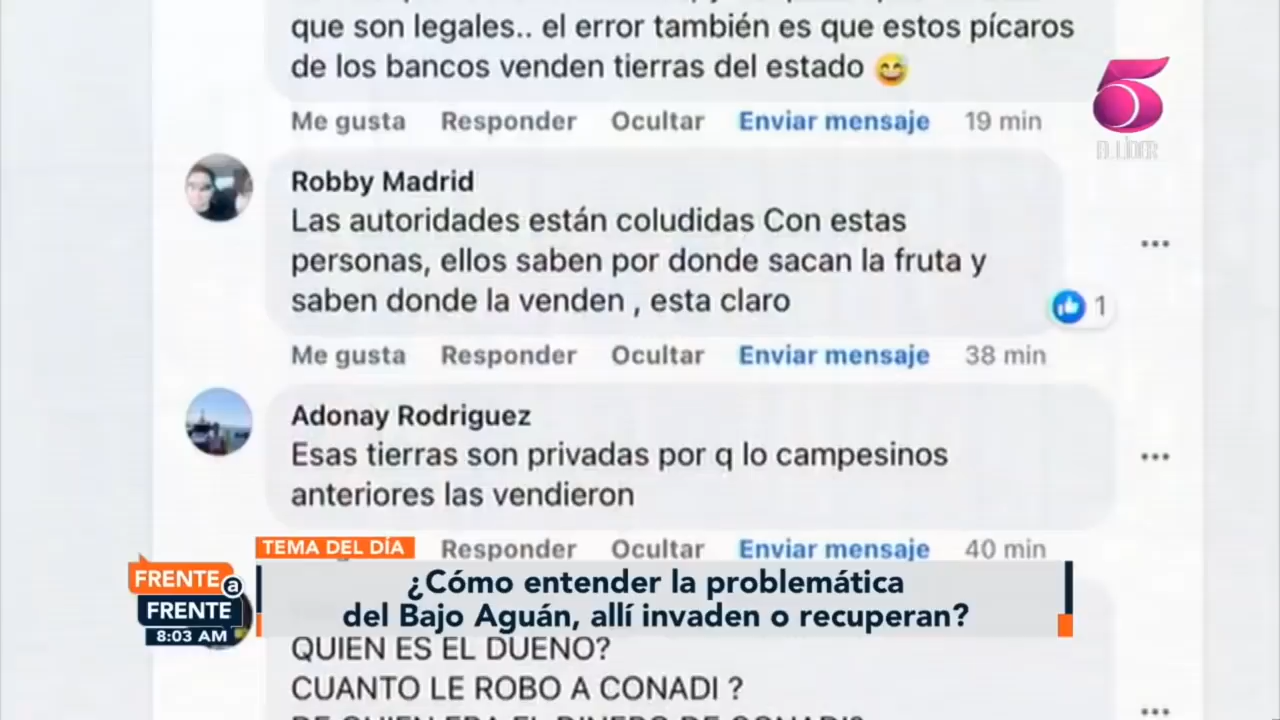 que son legales.. el error también es que estos pícaros
de los bancos venden tierras del estado 😅
Me gusta Responder Ocultar Enviar mensaje 19 min
5
EL LÍDER
Robby Madrid
Las autoridades están coludidas Con estas
personas, ellos saben por donde sacan la fruta y
saben donde la venden , esta claro
1
Me gusta Responder Ocultar Enviar mensaje 38 min
Adonay Rodriguez
Esas tierras son privadas por q lo campesinos
anteriores las vendieron
TEMA DEL DÍA
Responder Ocultar Enviar mensaje 40 min
FRENTE a
FRENTE
8:03 AM
¿Cómo entender la problemática
del Bajo Aguán, allí invaden o recuperan?
QUIEN ES EL DUENO?
CUANTO LE ROBO A CONADI ?
DE QUIEN ERA EL DINERO DE CONADI?